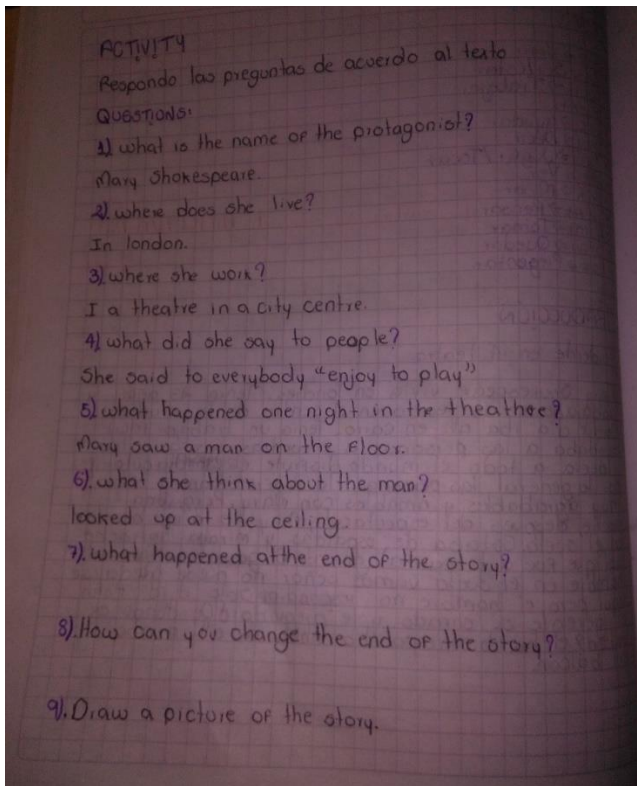 ACTIVITY
Respondo las preguntas de acuerdo al texto
QUESTIONS:
1) what is the name of the protagonist?
Mary Shokespeare.
2). where does she live?
In london.
3) where she work?
I a theatre in a city centre.
4) what did she say to people?
She said to everybody "enjoy to play"
5) what happened one night in the theathee?
Mary saw a man on the floor.
6). what she think about the man?
looked up at the ceiling.
7). what happened at the end of the story?
8). How can you change the end of the story?
9). Draw a picture of the story.